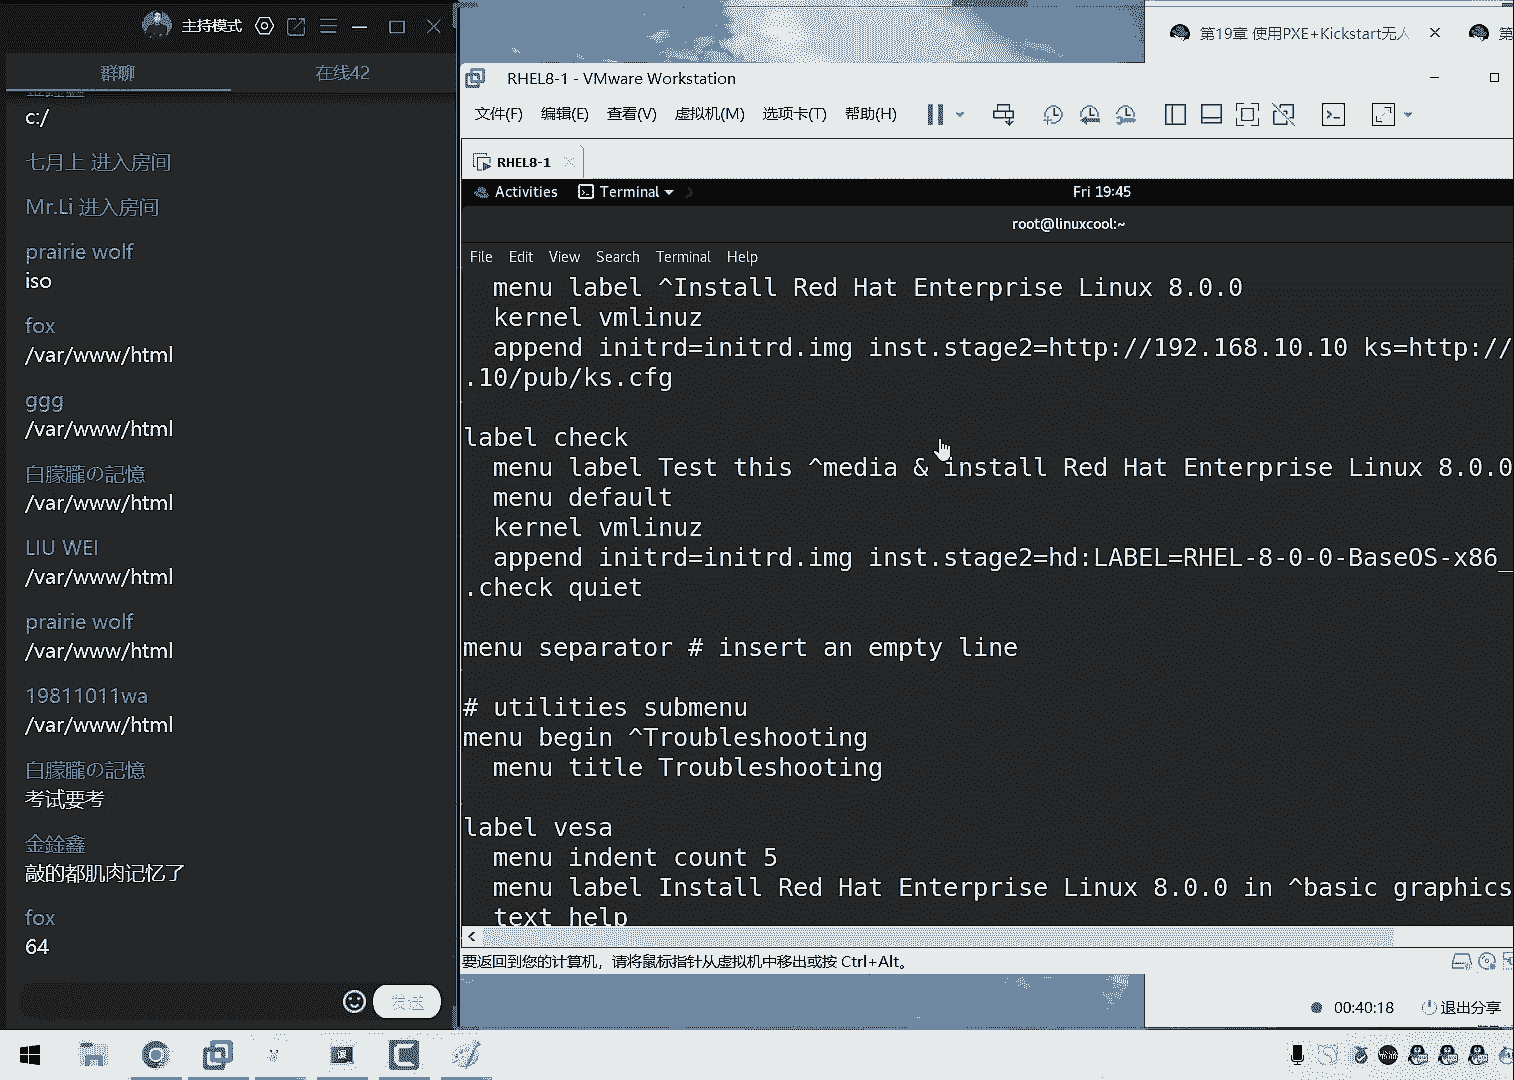 主持模式
群聊
在线42
c:/
七月上 进入房间
Mr.Li 进入房间
prairie wolf
iso
fox
/var/www/html
ggg
/var/www/html
白朦朧の記憶
/var/www/html
LIU WEI
/var/www/html
prairie wolf
/var/www/html
19811011wa
/var/www/html
白朦朧の記憶
考试要考
金銓鑫
敲的都肌肉记忆了
fox
64
发送
第19章 使用PXE+Kickstart无人
第
RHEL8-1 - VMware Workstation
文件(F) 编辑(E) 查看(V) 虚拟机(M) 选项卡(T) 帮助(H)
RHEL8-1
Activities Terminal Fri 19:45
root@linuxcool:~
File Edit View Search Terminal Help
menu label ^Install Red Hat Enterprise Linux 8.0.0
kernel vmlinuz
append initrd=initrd.img inst.stage2=http://192.168.10.10 ks=http://
.10/pub/ks.cfg
label check
menu label Test this ^media & install Red Hat Enterprise Linux 8.0.0
menu default
kernel vmlinuz
append initrd=initrd.img inst.stage2=hd:LABEL=RHEL-8-0-0-BaseOS-x86_
.check quiet
menu separator # insert an empty line
# utilities submenu
menu begin ^Troubleshooting
menu title Troubleshooting
label vesa
menu indent count 5
menu label Install Red Hat Enterprise Linux 8.0.0 in ^basic graphics
text help
要返回到您的计算机，请将鼠标指针从虚拟机中移出或按 Ctrl+Alt。
00:40:18 退出分享